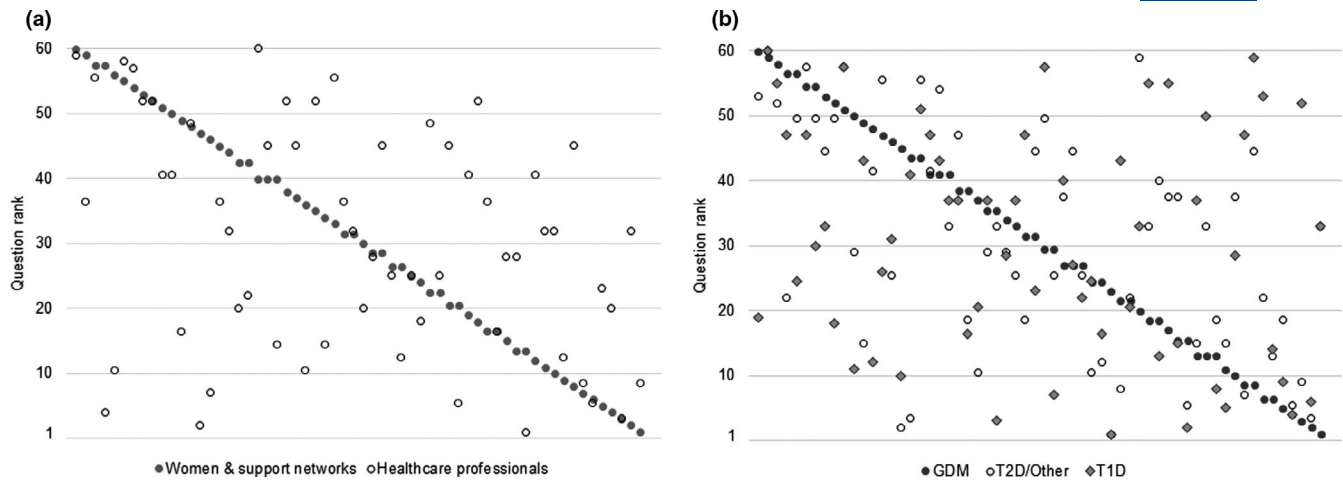 (a)
60
50
40
30
20
10
1
Question rank
Women & support networks
Healthcare professionals
(b)
60
50
40
30
20
10
1
Question rank
GDM
T2D/Other
T1D